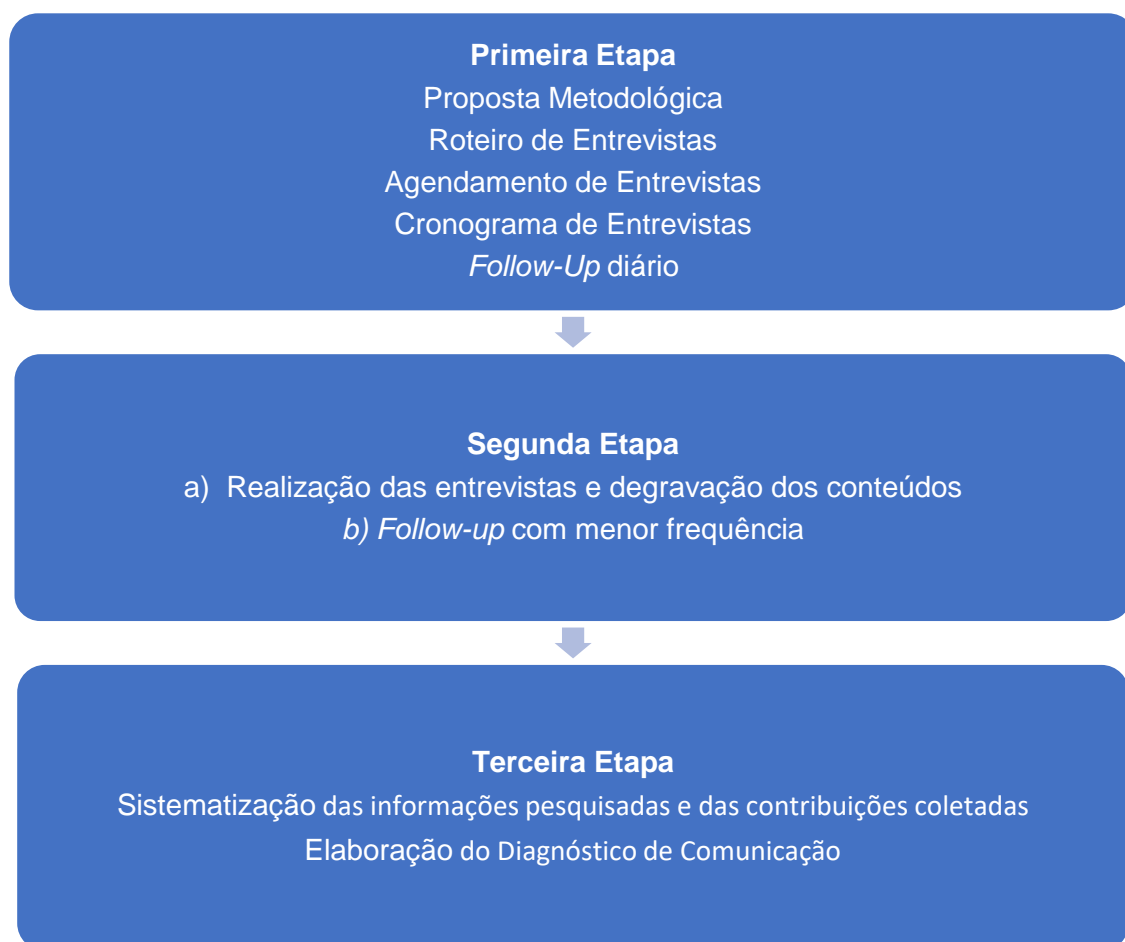 Primeira Etapa
Proposta Metodológica
Roteiro de Entrevistas
Agendamento de Entrevistas
Cronograma de Entrevistas
Follow-Up diário
Segunda Etapa
a) Realização das entrevistas e degravação dos conteúdos
b) Follow-up com menor frequência
Terceira Etapa
Sistematização das informações pesquisadas e das contribuições coletadas
Elaboração do Diagnóstico de Comunicação